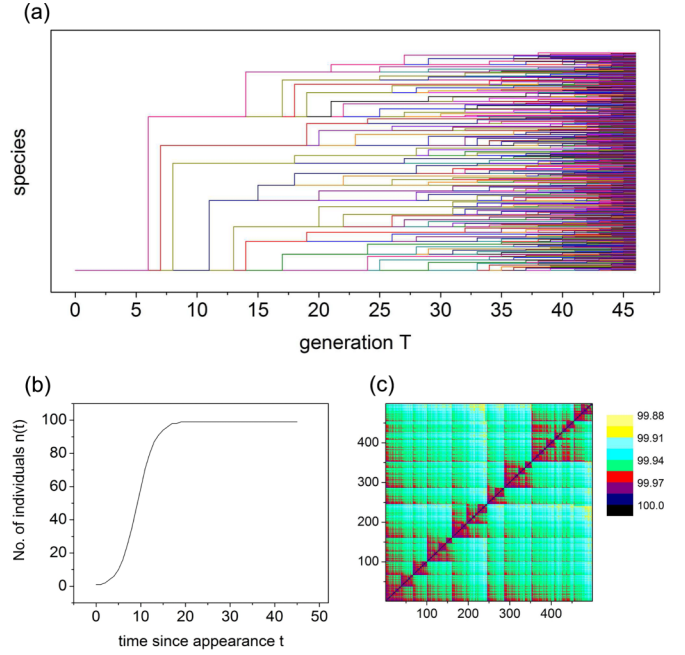 (a)
species
0 5 10 15 20 25 30 35 40 45
generation T
(b)
No. of individuals n(t)
120
100
80
60
40
20
0
0 10 20 30 40 50
time since appearance t
(c)
400
300
200
100
100 200 300 400
99.88
99.91
99.94
99.97
100.0